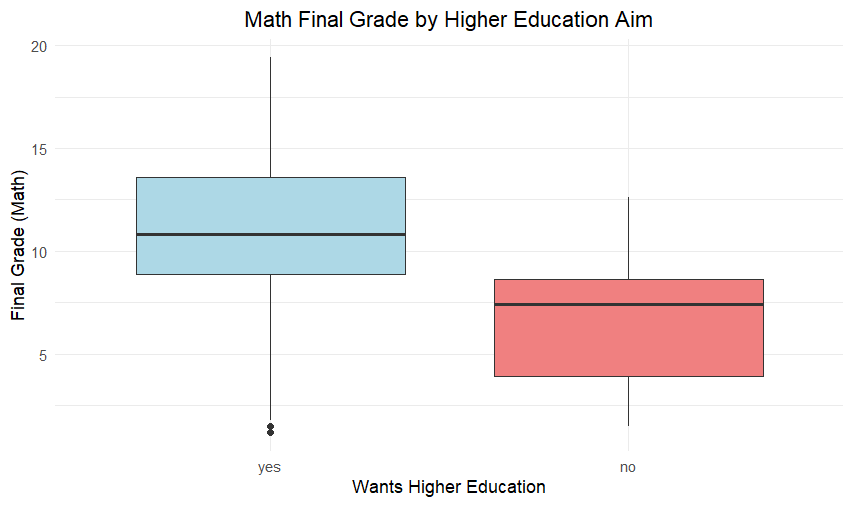 Math Final Grade by Higher Education Aim
Final Grade (Math)
20
15
10
5
yes
no
Wants Higher Education